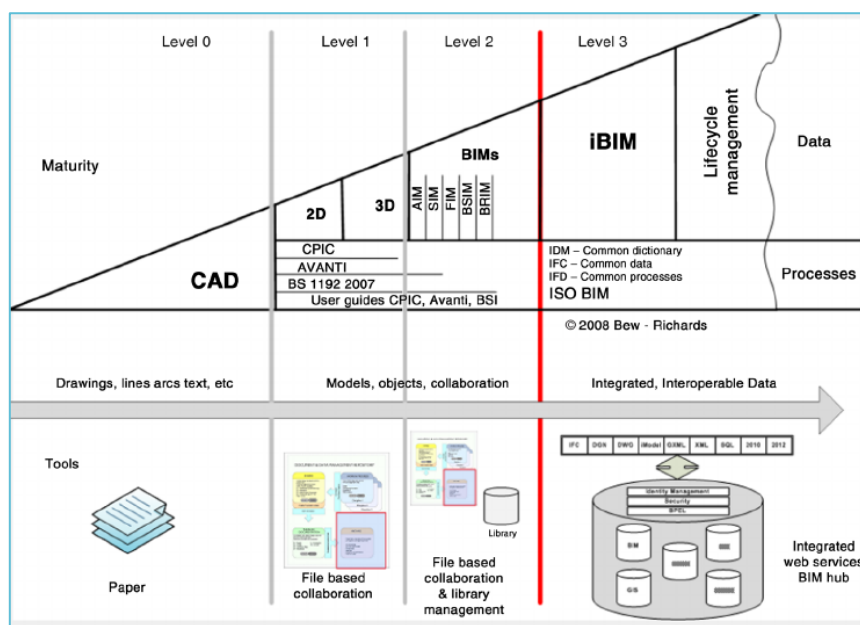 Level 0
Level 1
Level 2
Level 3
Maturity
CAD
2D
3D
BIMs
AIM
SIM
FIM
BSIM
BRIM
iBIM
Lifecycle
management
Data
CPIC
AVANTI
BS 1192 2007
User guides CPIC, Avanti, BSI
IDM – Common dictionary
IFC – Common data
IFD – Common processes
ISO BIM
Processes
© 2008 Bew - Richards
Drawings, lines arcs text, etc
Models, objects, collaboration
Integrated, Interoperable Data
Tools
Paper
File based
collaboration
Library
File based
collaboration
& library
management
IFC DGN DWG iModel GXML XML SQL 2010 2012
Identity Management
Security
BPEL
BIM
GIS
Integrated
web services
BIM hub